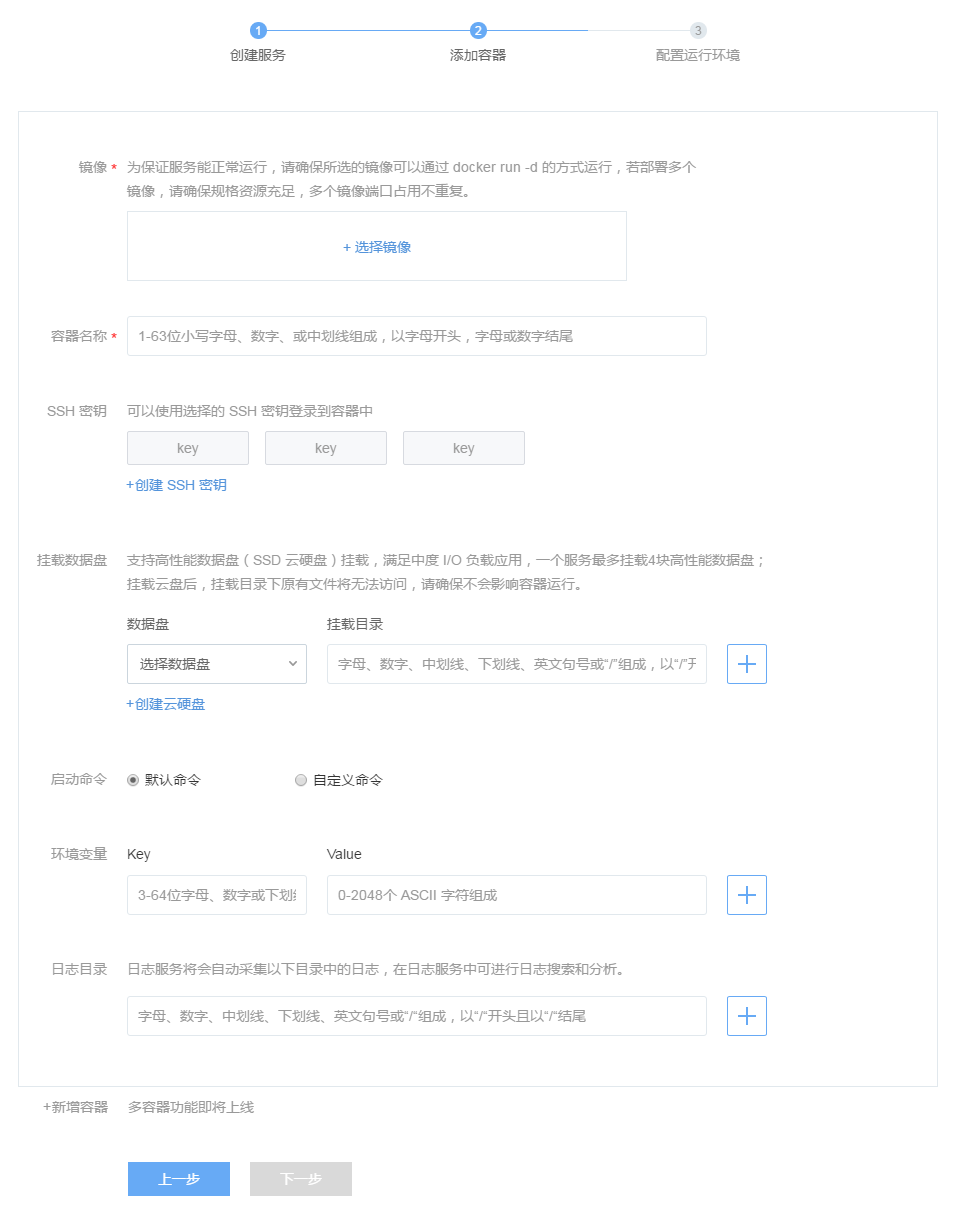 1
2
3
创建服务
添加容器
配置运行环境
镜像 * 为保证服务能正常运行，请确保所选的镜像可以通过 docker run -d 的方式运行，若部署多个
镜像，请确保规格资源充足，多个镜像端口占用不重复。
+ 选择镜像
容器名称 * 1-63位小写字母、数字、或中划线组成，以字母开头，字母或数字结尾
SSH 密钥 可以使用选择的 SSH 密钥登录到容器中
key key key
+创建 SSH 密钥
挂载数据盘 支持高性能数据盘（SSD 云硬盘）挂载，满足中度 I/O 负载应用，一个服务最多挂载4块高性能数据盘；
挂载云盘后，挂载目录下原有文件将无法访问，请确保不会影响容器运行。
数据盘 挂载目录
选择数据盘 字母、数字、中划线、下划线、英文句号或“/”组成，以“/”开
+创建云硬盘
启动命令 默认命令 自定义命令
环境变量 Key Value
3-64位字母、数字或下划 0-2048个 ASCII 字符组成
日志目录 日志服务将会自动采集以下目录中的日志，在日志服务中可进行日志搜索和分析。
字母、数字、中划线、下划线、英文句号或“/“组成，以“/“开头且以“/“结尾
+新增容器 多容器功能即将上线
上一步 下一步